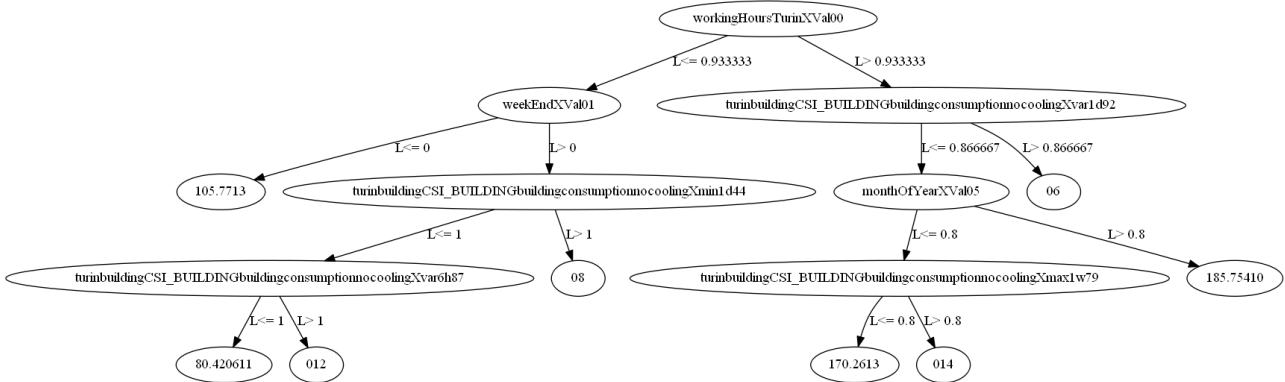 workingHoursTurinXVal00
L<= 0.933333
L> 0.933333
weekEndXVal01
turinbuildingCSI_BUILDINGbuildingconsumptionnocoolingXvar1d92
L<= 0
L> 0
L<= 0.866667
L> 0.866667
105.7713
turinbuildingCSI_BUILDINGbuildingconsumptionnocoolingXmin1d44
monthOfYearXVal05
06
L<= 1
L> 1
L<= 0.8
L> 0.8
turinbuildingCSI_BUILDINGbuildingconsumptionnocoolingXvar6h87
08
turinbuildingCSI_BUILDINGbuildingconsumptionnocoolingXmax1w79
185.75410
L<= 1
L> 1
L<= 0.8
L> 0.8
80.420611
012
170.2613
014